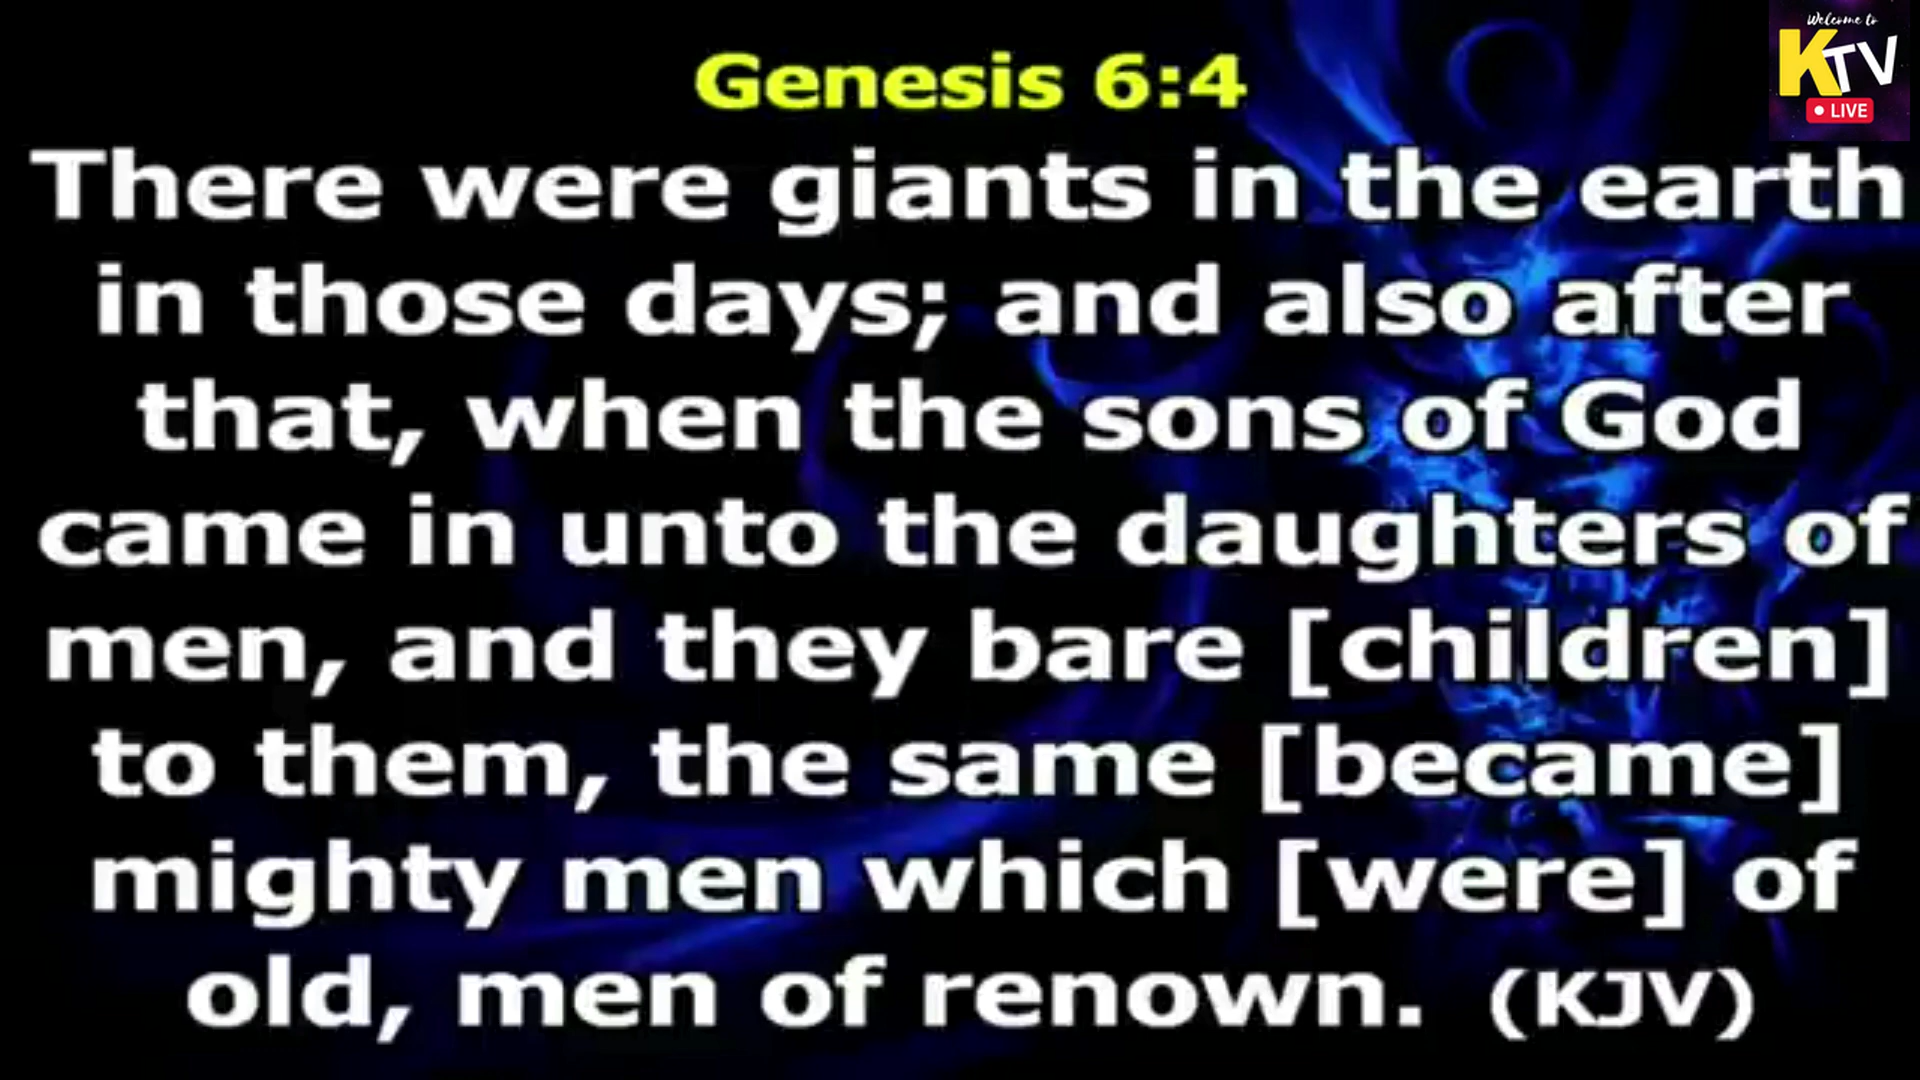 Welcome to
KTV
LIVE
Genesis 6:4
There were giants in the earth
in those days; and also after
that, when the sons of God
came in unto the daughters of
men, and they bare [children]
to them, the same [became]
mighty men which [were] of
old, men of renown. (KJV)